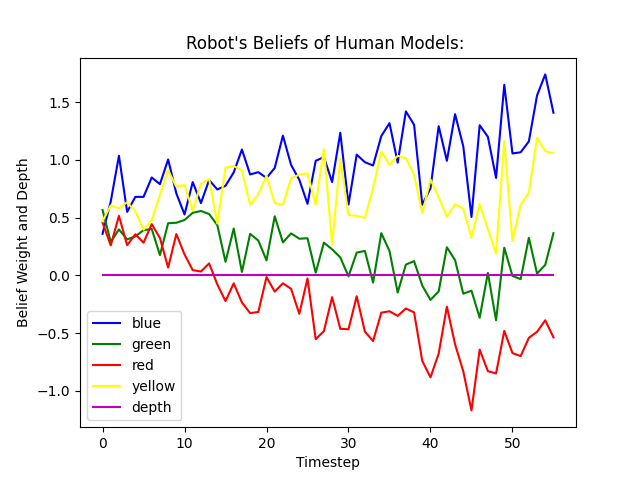 Robot's Beliefs of Human Models:
Belief Weight and Depth
1.5
1.0
0.5
0.0
−0.5
−1.0
blue
green
red
yellow
depth
0 10 20 30 40 50
Timestep